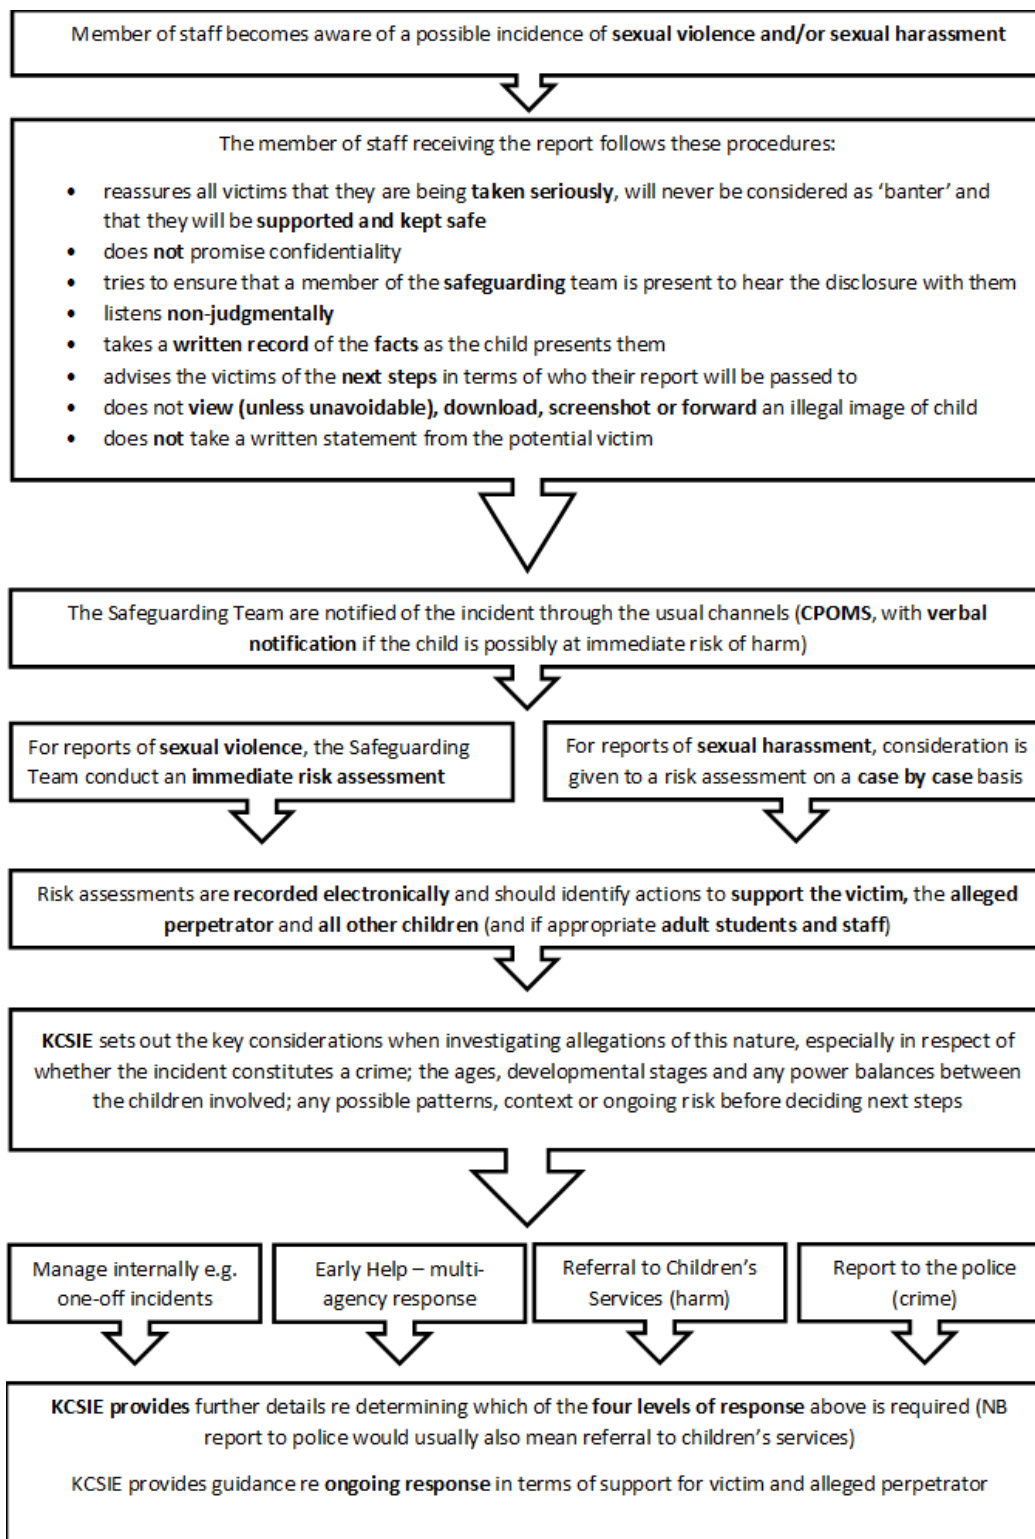 Member of staff becomes aware of a possible incidence of sexual violence and/or sexual harassment
The member of staff receiving the report follows these procedures:
• reassures all victims that they are being taken seriously, will never be considered as ‘banter’ and
that they will be supported and kept safe
• does not promise confidentiality
• tries to ensure that a member of the safeguarding team is present to hear the disclosure with them
• listens non-judgmentally
• takes a written record of the facts as the child presents them
• advises the victims of the next steps in terms of who their report will be passed to
• does not view (unless unavoidable), download, screenshot or forward an illegal image of child
• does not take a written statement from the potential victim
The Safeguarding Team are notified of the incident through the usual channels (CPOMS, with verbal
notification if the child is possibly at immediate risk of harm)
For reports of sexual violence, the Safeguarding
Team conduct an immediate risk assessment
For reports of sexual harassment, consideration is
given to a risk assessment on a case by case basis
Risk assessments are recorded electronically and should identify actions to support the victim, the alleged
perpetrator and all other children (and if appropriate adult students and staff)
KCSIE sets out the key considerations when investigating allegations of this nature, especially in respect of
whether the incident constitutes a crime; the ages, developmental stages and any power balances between
the children involved; any possible patterns, context or ongoing risk before deciding next steps
Manage internally e.g.
one-off incidents
Early Help – multi-
agency response
Referral to Children’s
Services (harm)
Report to the police
(crime)
KCSIE provides further details re determining which of the four levels of response above is required (NB
report to police would usually also mean referral to children’s services)
KCSIE provides guidance re ongoing response in terms of support for victim and alleged perpetrator